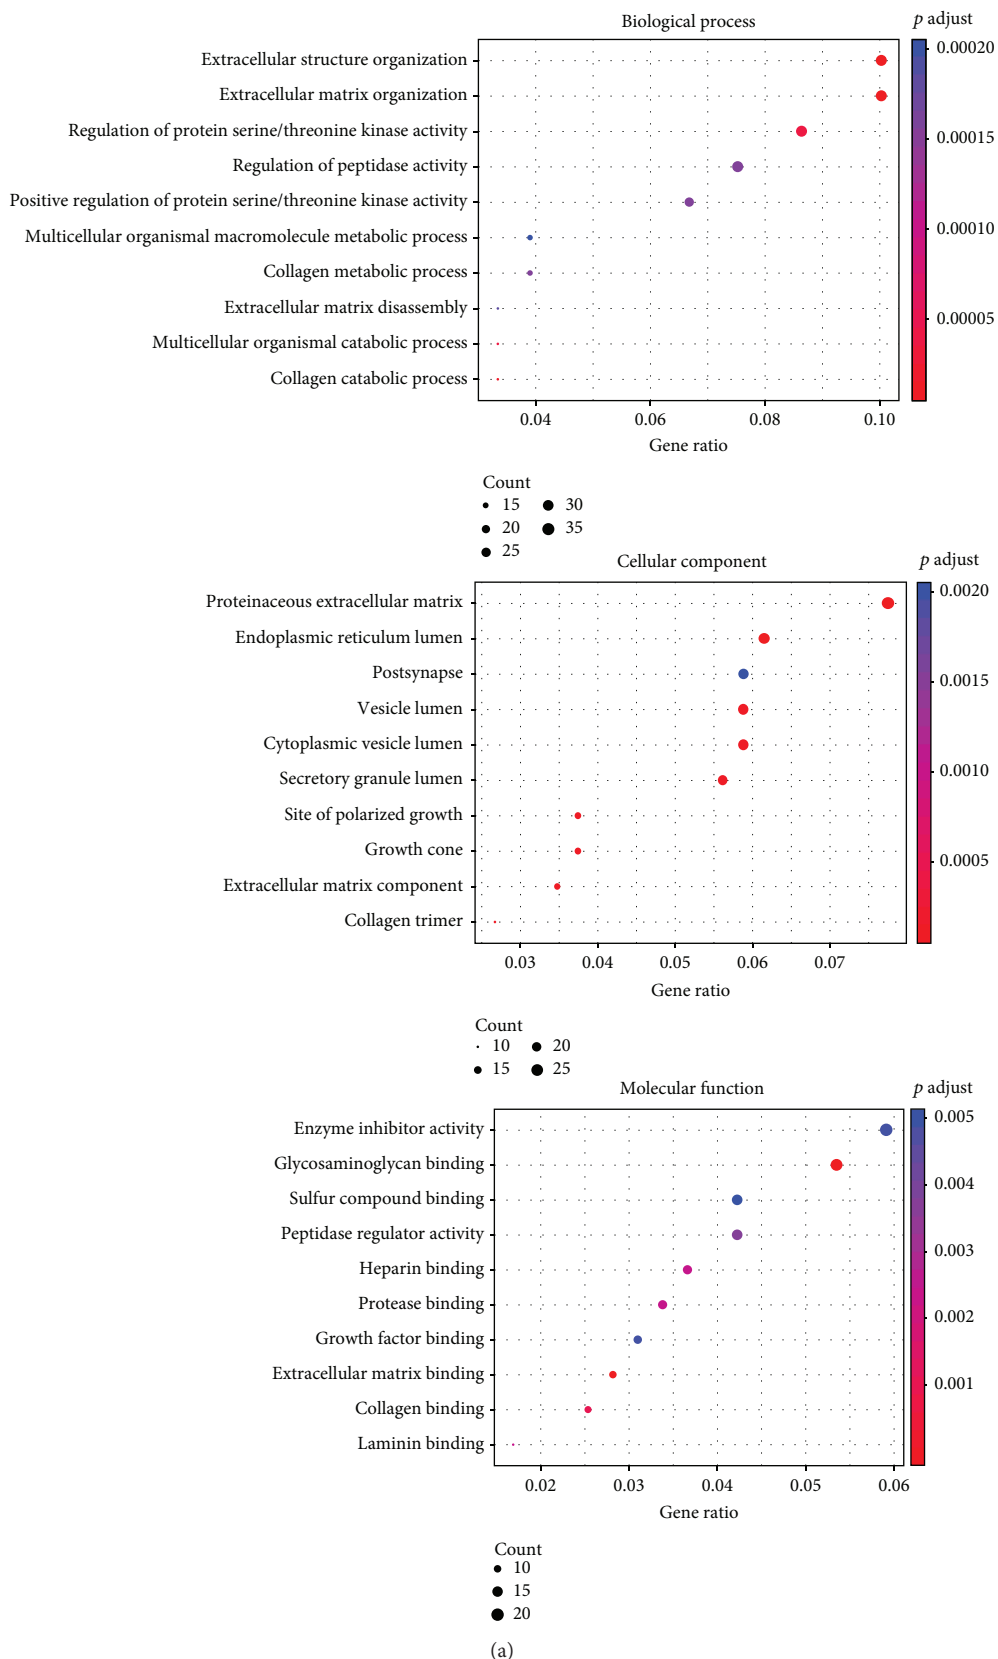 Biological process
p adjust
Extracellular structure organization
Extracellular matrix organization
Regulation of protein serine/threonine kinase activity
Regulation of peptidase activity
Positive regulation of protein serine/threonine kinase activity
Multicellular organismal macromolecule metabolic process
Collagen metabolic process
Extracellular matrix disassembly
Multicellular organismal catabolic process
Collagen catabolic process
0.00020
0.00015
0.00010
0.00005
0.04 0.06 0.08 0.10
Gene ratio
Count
15 30
20 35
25
Cellular component
p adjust
Proteinaceous extracellular matrix
Endoplasmic reticulum lumen
Postsynapse
Vesicle lumen
Cytoplasmic vesicle lumen
Secretory granule lumen
Site of polarized growth
Growth cone
Extracellular matrix component
Collagen trimer
0.0020
0.0015
0.0010
0.0005
0.03 0.04 0.05 0.06 0.07
Gene ratio
Count
10 20
15 25
Molecular function
p adjust
Enzyme inhibitor activity
Glycosaminoglycan binding
Sulfur compound binding
Peptidase regulator activity
Heparin binding
Protease binding
Growth factor binding
Extracellular matrix binding
Collagen binding
Laminin binding
0.005
0.004
0.003
0.002
0.001
0.02 0.03 0.04 0.05 0.06
Gene ratio
Count
10
15
20
(a)